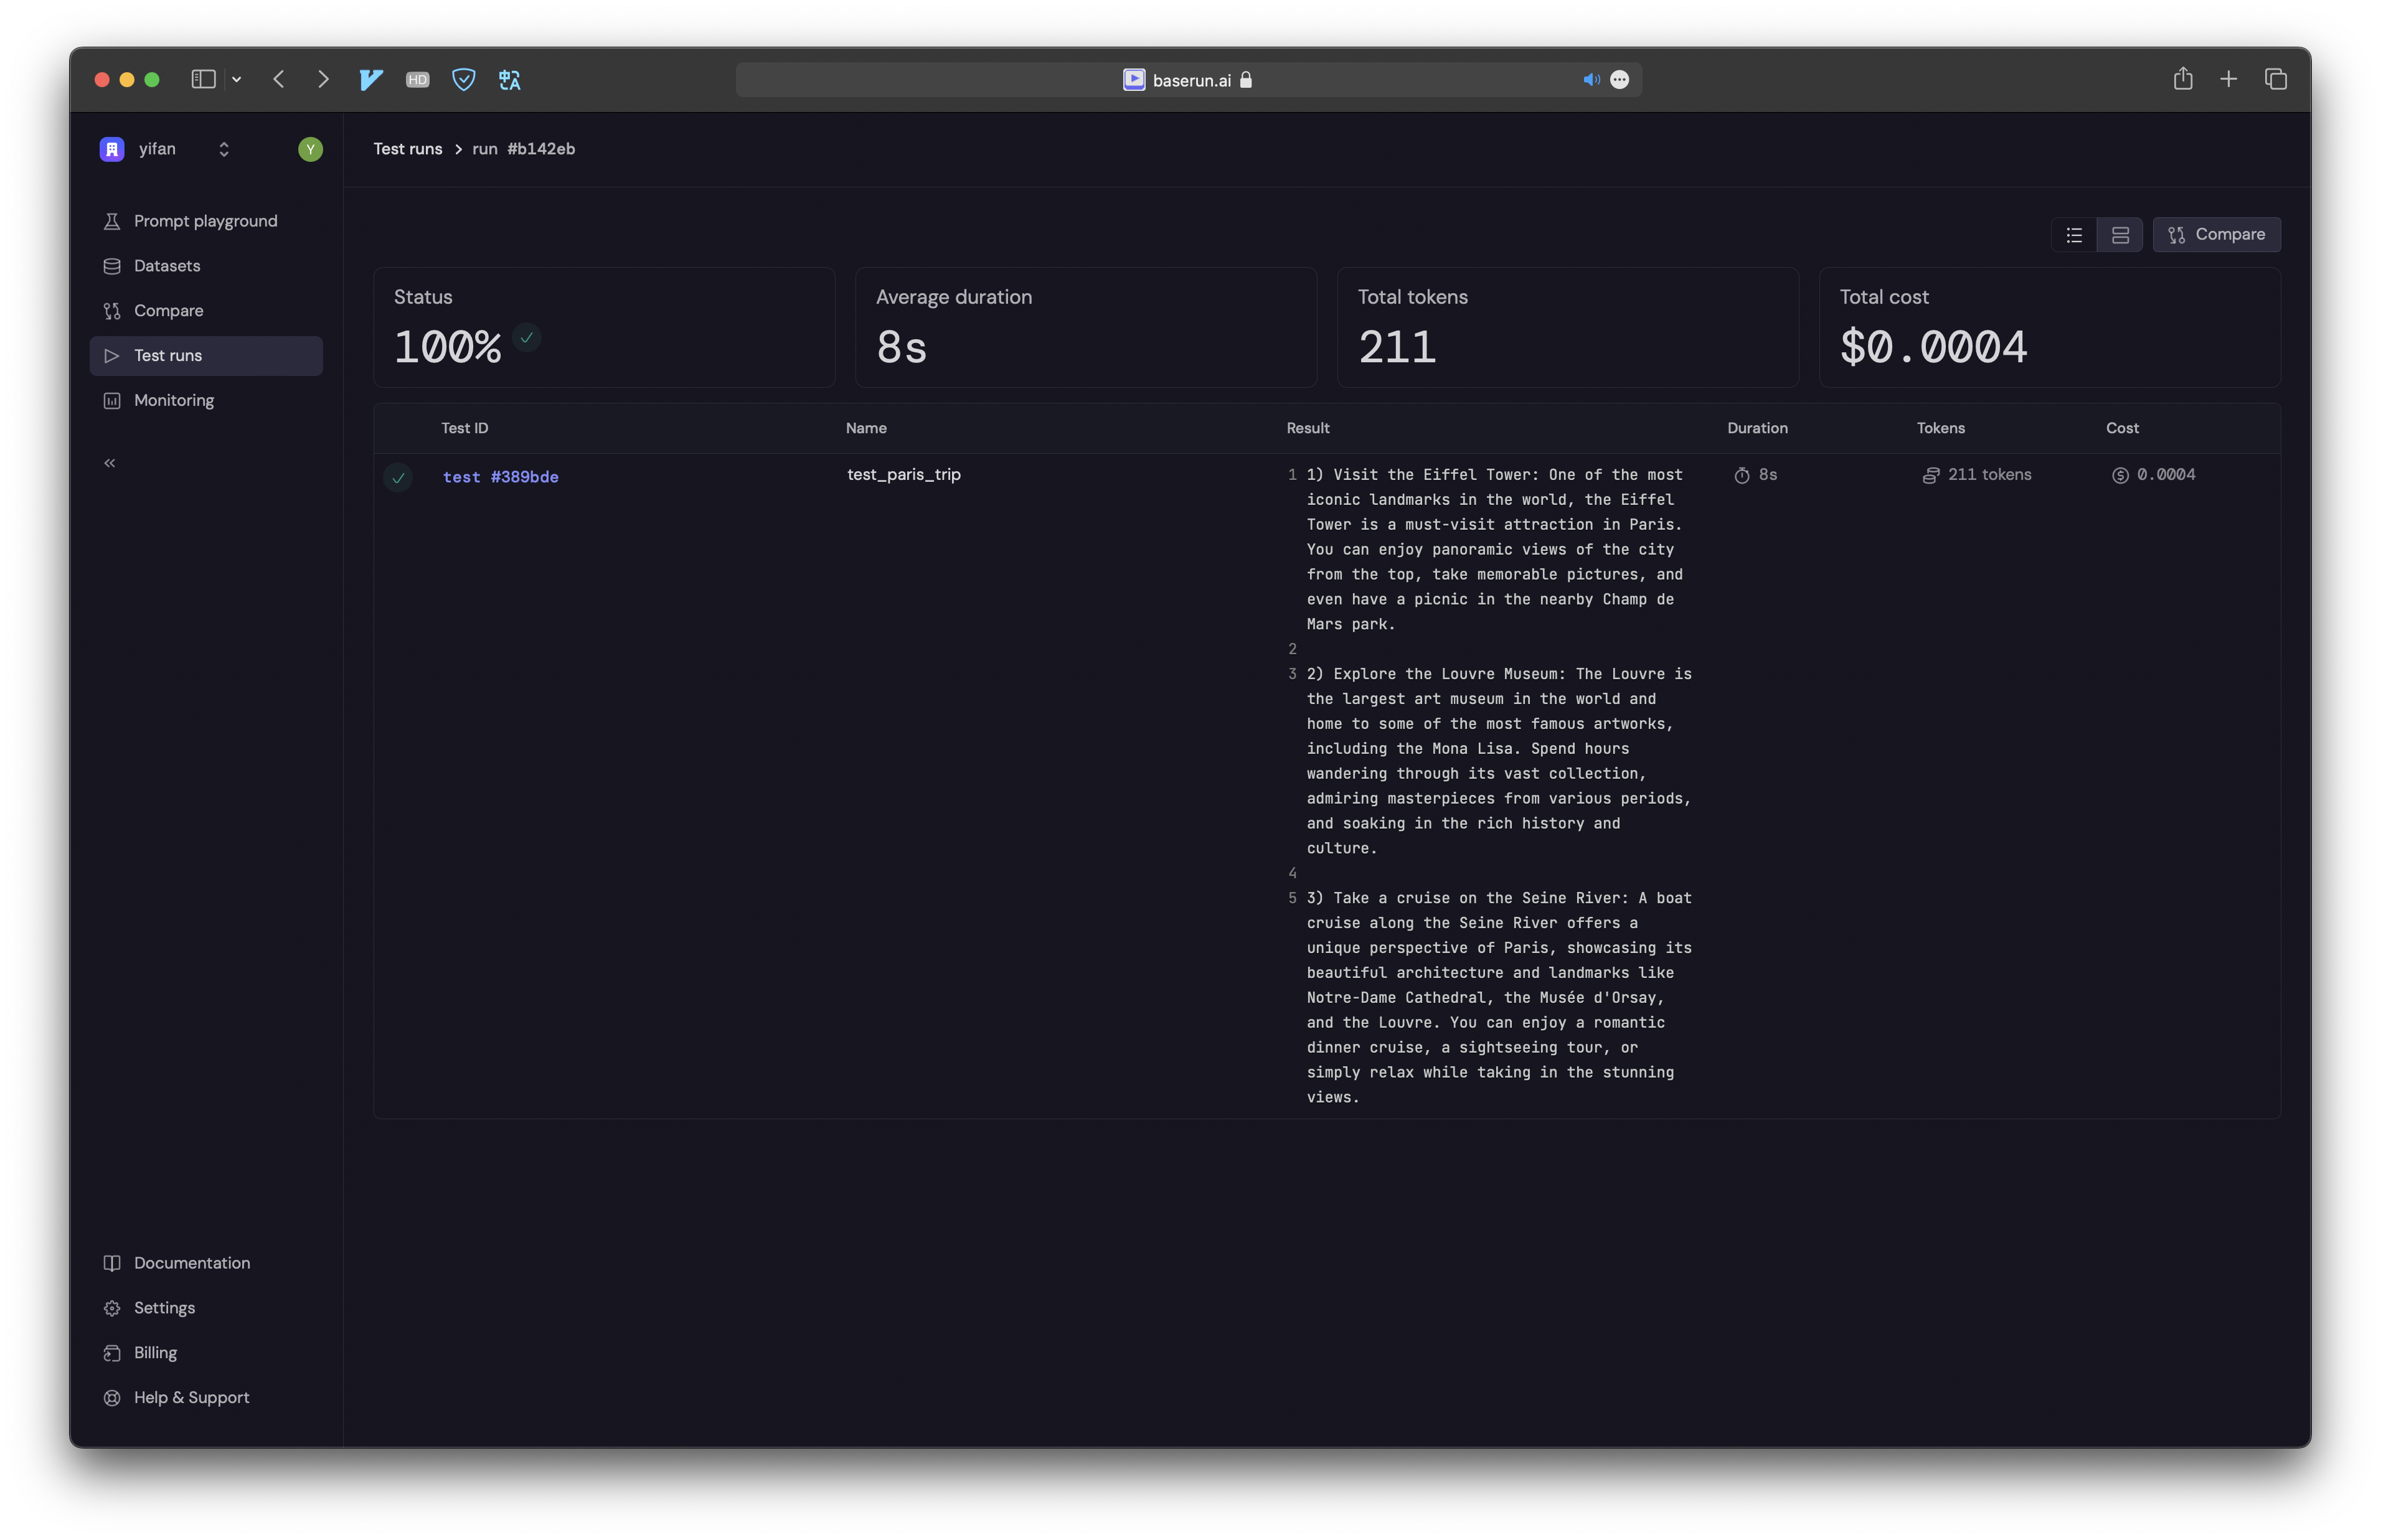 HD
baserun.ai
yifan
Y
Test runs > run #b142eb
Prompt playground
Datasets
Compare
Test runs
Monitoring
Compare
Status
100%
Average duration
8s
Total tokens
211
Total cost
$0.0004
Test ID Name Result Duration Tokens Cost
test #389bde
test_paris_trip
1 1) Visit the Eiffel Tower: One of the most
iconic landmarks in the world, the Eiffel
Tower is a must-visit attraction in Paris.
You can enjoy panoramic views of the city
from the top, take memorable pictures, and
even have a picnic in the nearby Champ de
Mars park.
2
3 2) Explore the Louvre Museum: The Louvre is
the largest art museum in the world and
home to some of the most famous artworks,
including the Mona Lisa. Spend hours
wandering through its vast collection,
admiring masterpieces from various periods,
and soaking in the rich history and
culture.
4
5 3) Take a cruise on the Seine River: A boat
cruise along the Seine River offers a
unique perspective of Paris, showcasing its
beautiful architecture and landmarks like
Notre-Dame Cathedral, the Musée d'Orsay,
and the Louvre. You can enjoy a romantic
dinner cruise, a sightseeing tour, or
simply relax while taking in the stunning
views.
8s
211 tokens
0.0004
Documentation
Settings
Billing
Help & Support